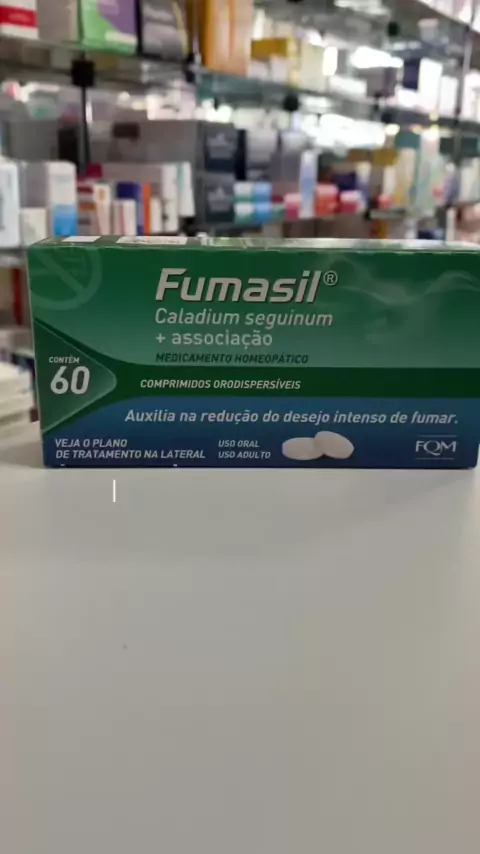 Fumasil®
Caladium seguinum
+ associação
MEDICAMENTO HOMEOPÁTICO
CONTÉM
60
COMPRIMIDOS ORODISPERSÍVEIS
Auxilia na redução do desejo intenso de fumar.
VEJA O PLANO
DE TRATAMENTO NA LATERAL
USO ORAL
USO ADULTO
FQM